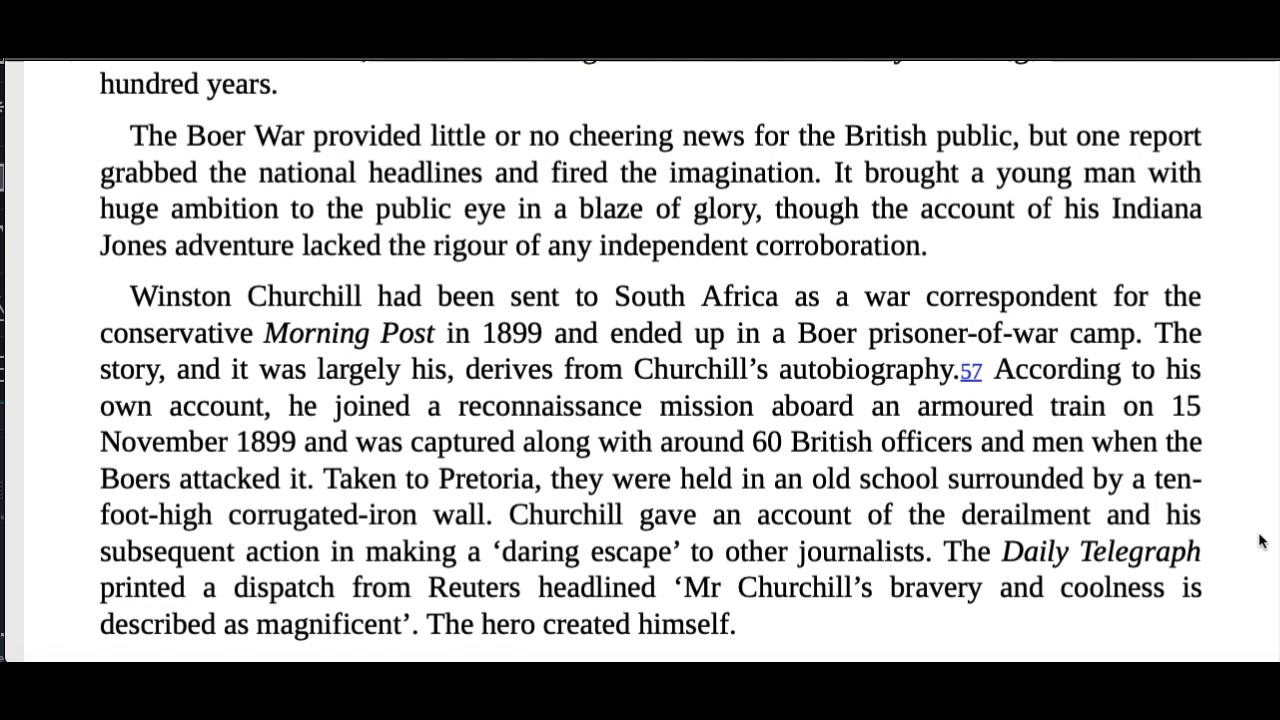 hundred years.
The Boer War provided little or no cheering news for the British public, but one report
grabbed the national headlines and fired the imagination. It brought a young man with
huge ambition to the public eye in a blaze of glory, though the account of his Indiana
Jones adventure lacked the rigour of any independent corroboration.
Winston Churchill had been sent to South Africa as a war correspondent for the
conservative Morning Post in 1899 and ended up in a Boer prisoner-of-war camp. The
story, and it was largely his, derives from Churchill’s autobiography.57 According to his
own account, he joined a reconnaissance mission aboard an armoured train on 15
November 1899 and was captured along with around 60 British officers and men when the
Boers attacked it. Taken to Pretoria, they were held in an old school surrounded by a ten-
foot-high corrugated-iron wall. Churchill gave an account of the derailment and his
subsequent action in making a ‘daring escape’ to other journalists. The Daily Telegraph
printed a dispatch from Reuters headlined ‘Mr Churchill’s bravery and coolness is
described as magnificent’. The hero created himself.